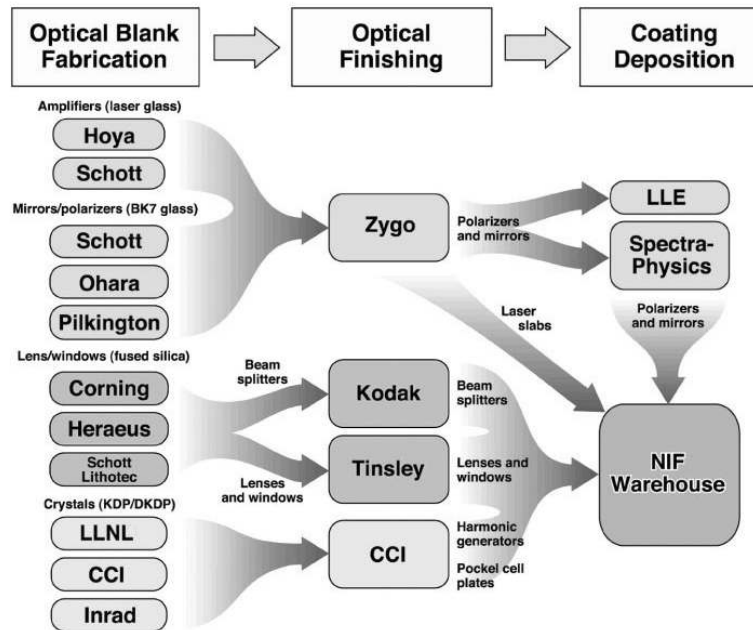 Optical Blank
Fabrication
Optical
Finishing
Coating
Deposition
Amplifiers (laser glass)
Hoya
Schott
Mirrors/polarizers (BK7 glass)
Schott
Ohara
Pilkington
Lens/windows (fused silica)
Corning
Heraeus
Schott
Lithotec
Crystals (KDP/DKDP)
LLNL
CCI
Inrad
Beam
splitters
Lenses
and windows
Zygo
Kodak
Tinsley
CCI
Polarizers
and mirrors
Laser
slabs
Beam
splitters
Lenses and
windows
Harmonic
generators
Pockel cell
plates
LLE
Spectra-
Physics
Polarizers
and mirrors
NIF
Warehouse